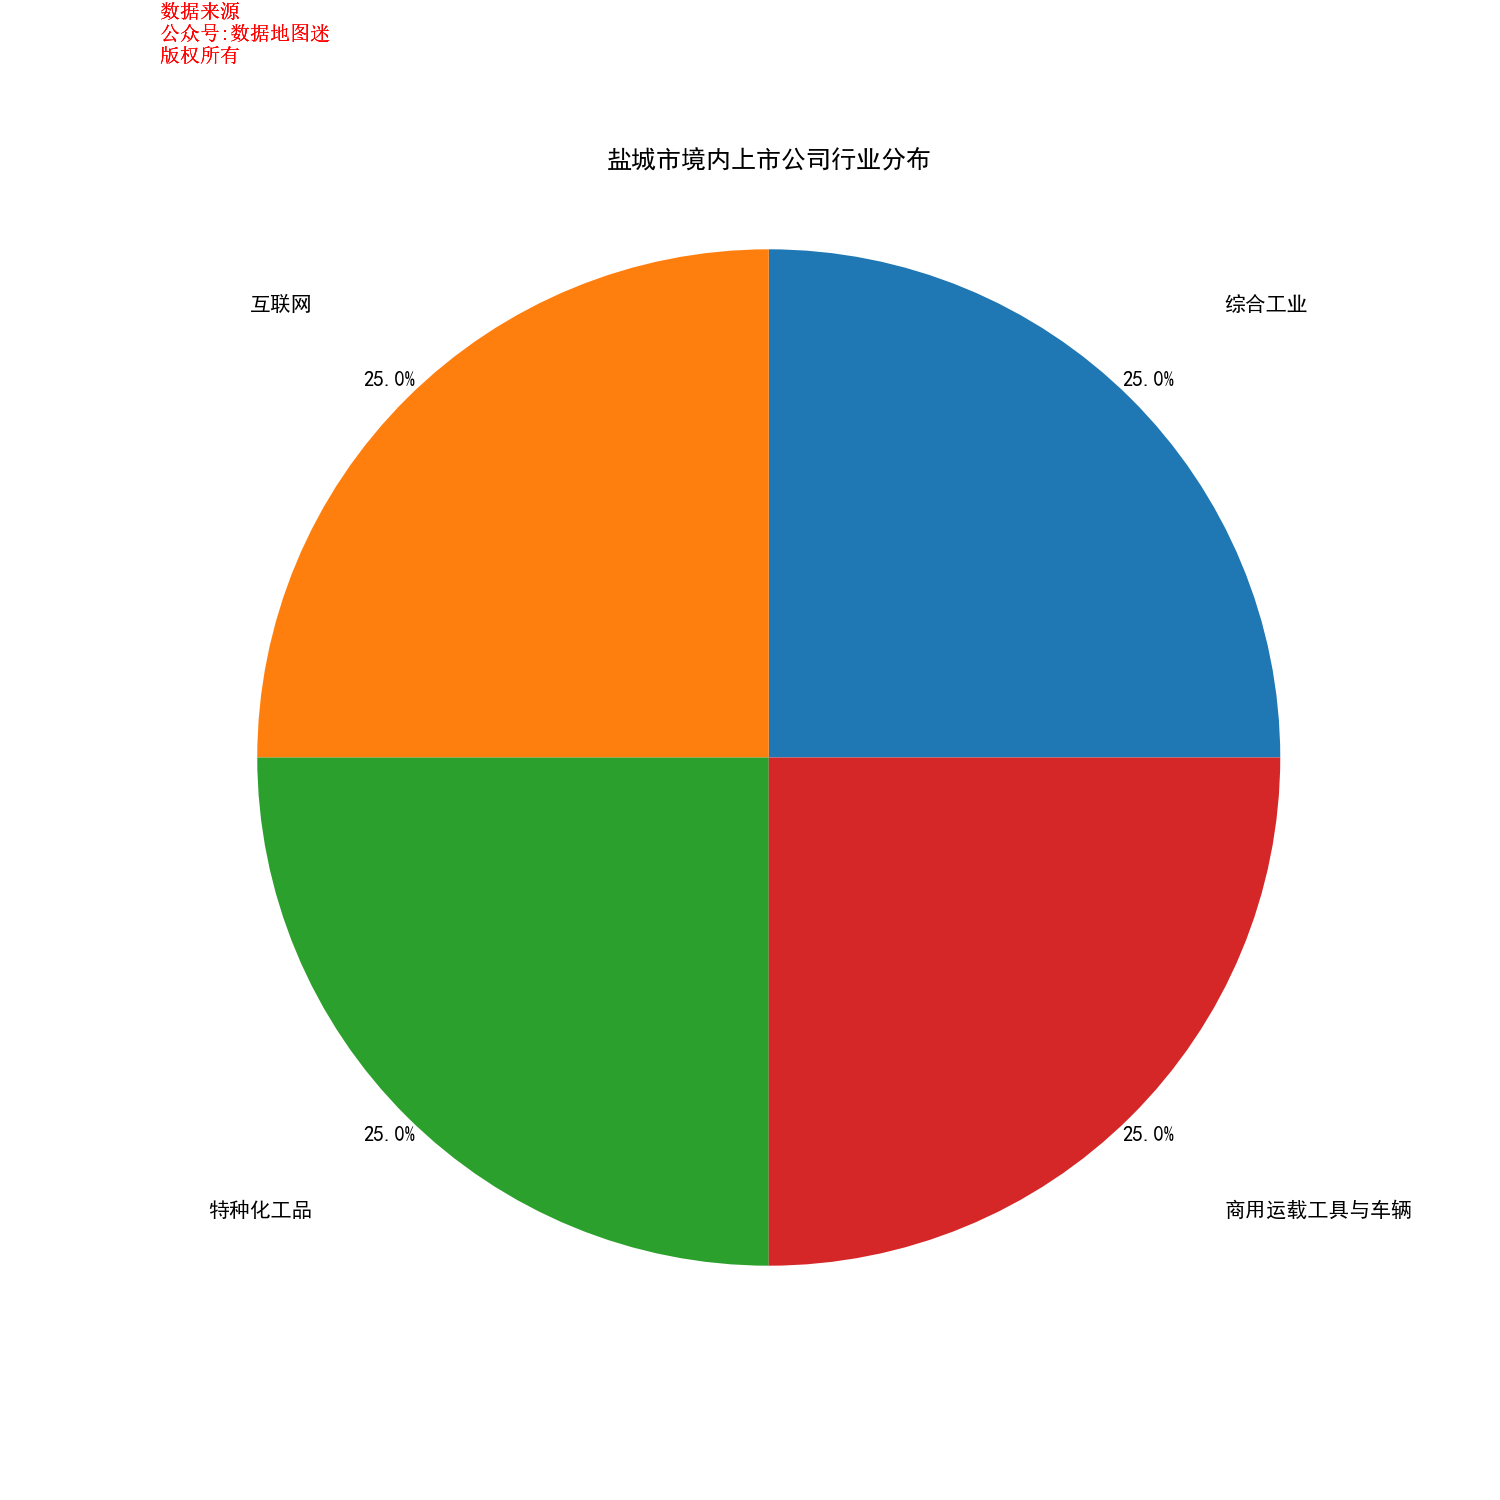 数据来源
公众号:数据地图迷
版权所有
盐城市境内上市公司行业分布
互联网
综合工业
25.0%
25.0%
25.0%
25.0%
特种化工品
商用运载工具与车辆